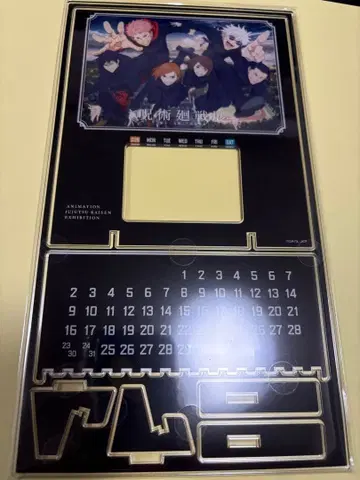 呪術廻戦
SUN MON TUE WED THU FRI SAT
ANIMATION
JUJUTSU KAISEN
EXHIBITION
1 2 3 4 5 6 7
2 3 4 5 6 7 8 9 10 11 12 13 14
9 10 11 12 13 14 15 16 17 18 19 20 21
16 17 18 19 20 21 22 23 24 25 26 27 28
23 24 25 26 27 28
30 31